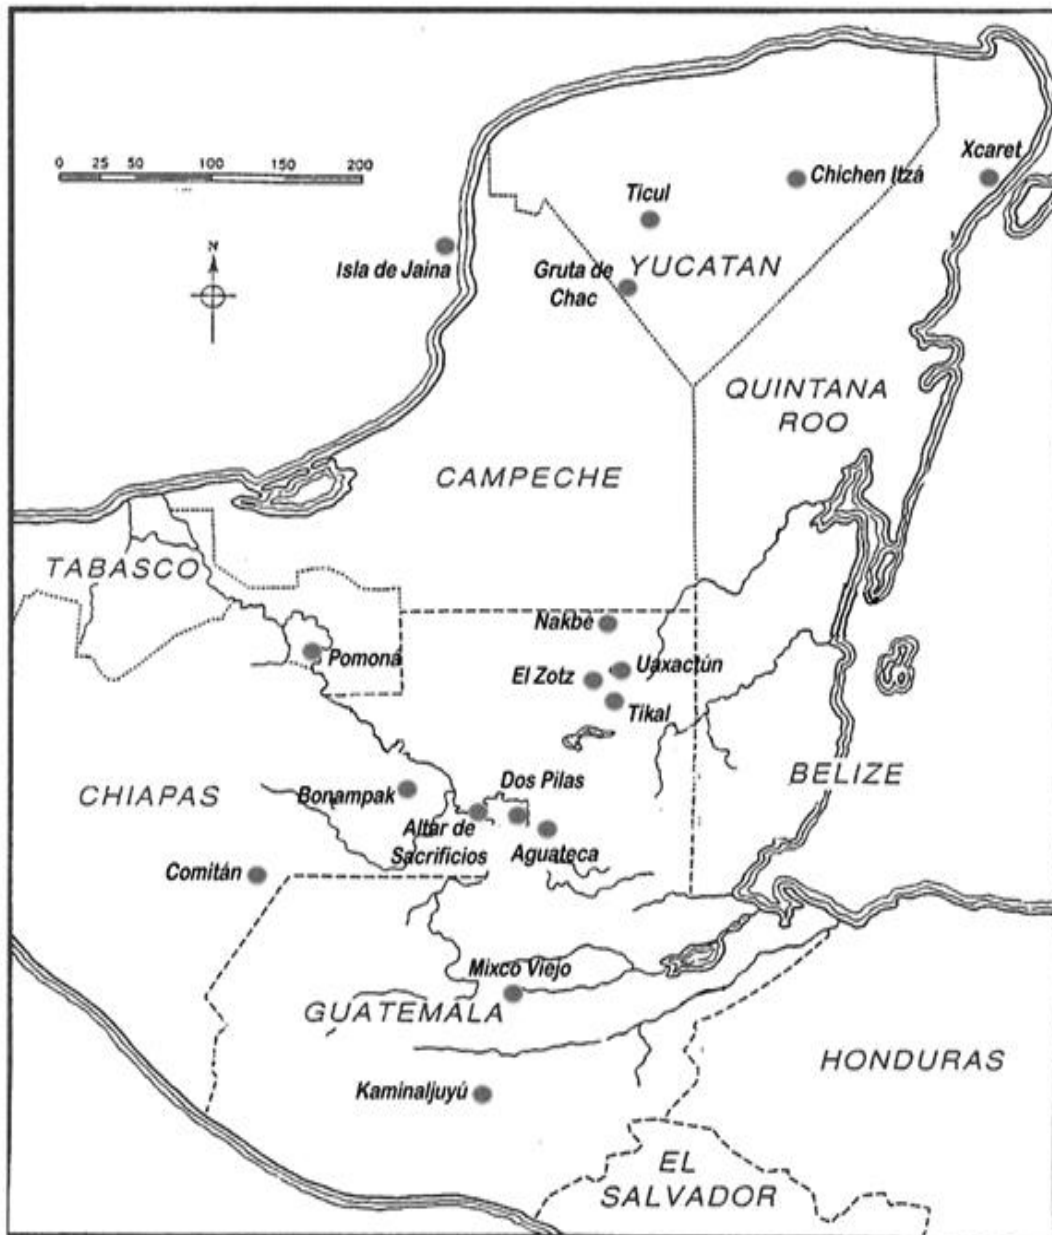 0 25 50 100 150 200
N
Xcaret
Chichen Itzá
Ticul
Isla de Jaina
Gruta de
Chac
YUCATAN
QUINTANA
ROO
CAMPECHE
TABASCO
Nakbé
Pomoná
Uaxactún
El Zotz
Tikal
BELIZE
CHIAPAS
Dos Pilas
Bonampak
Altar de
Sacrificios
Aguateca
Comitán
Mixco Viejo
GUATEMALA
HONDURAS
Kaminaljuyú
EL
SALVADOR